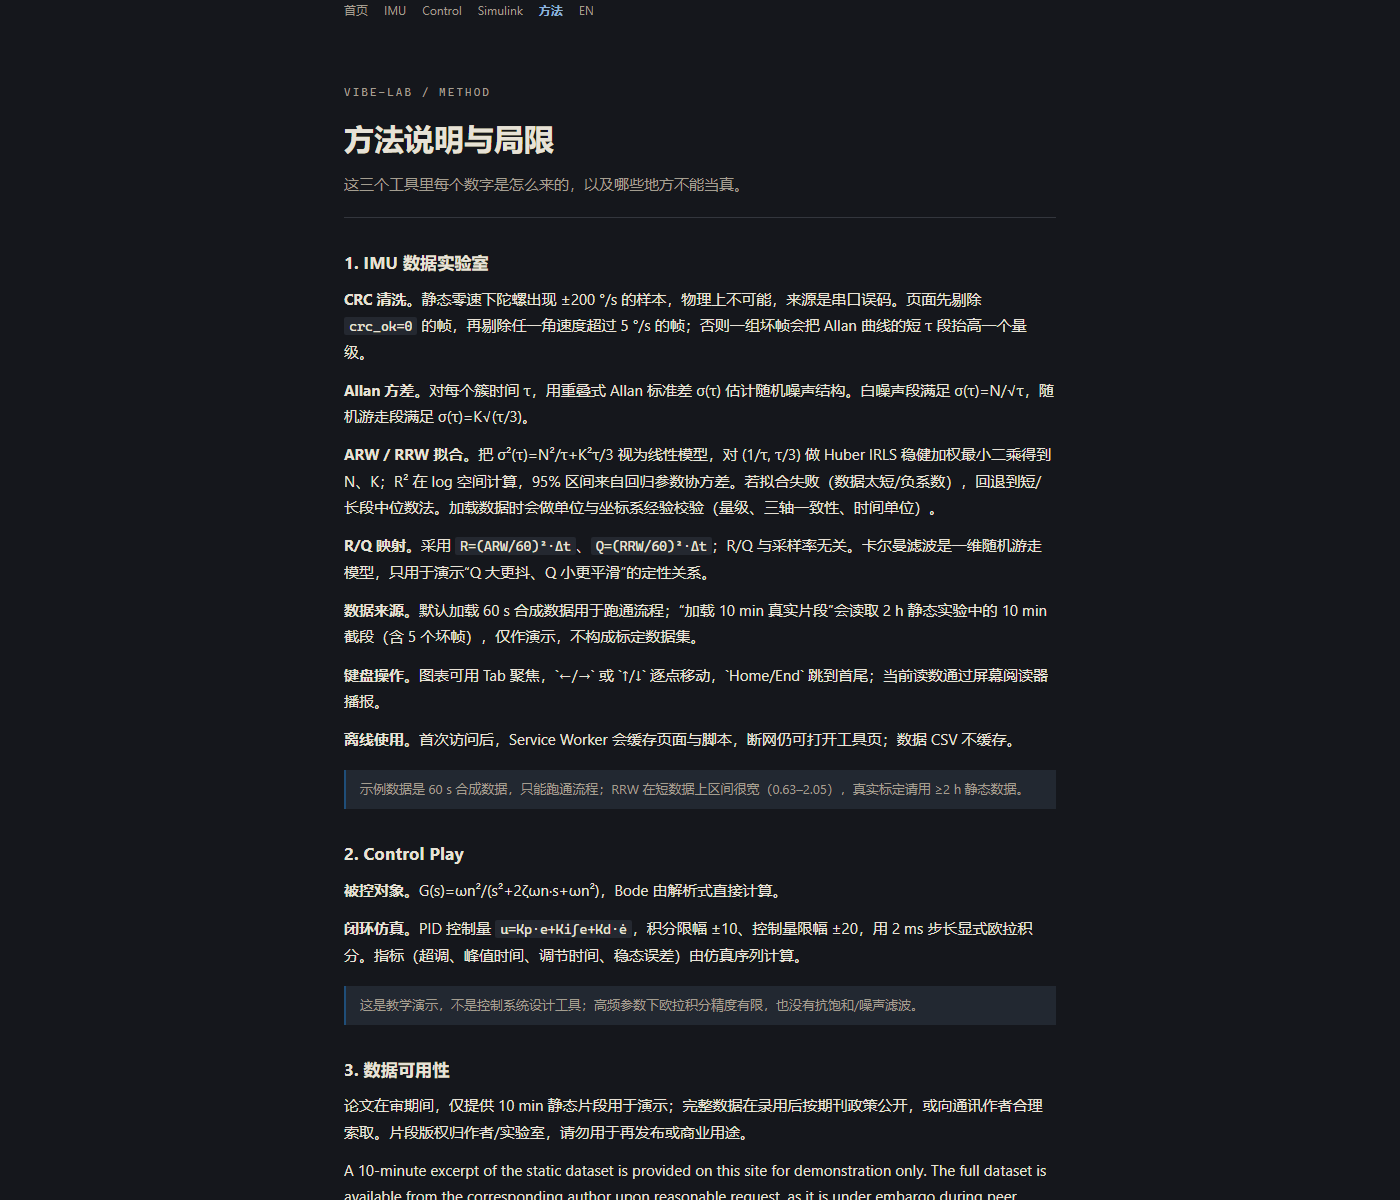 首页 IMU Control Simulink 方法 EN
VIBE-LAB / METHOD
方法说明与局限
这三个工具里每个数字是怎么来的，以及哪些地方不能当真。
1. IMU 数据实验室
CRC 清洗。静态零速下陀螺出现 ±200 °/s 的样本，物理上不可能，来源是串口误码。页面先剔除
crc_ok=0 的帧，再剔除任一角速度超过 5 °/s 的帧；否则一组坏帧会把 Allan 曲线的短 τ 段抬高一个量
级。
Allan 方差。对每个簇时间 τ，用重叠式 Allan 标准差 σ(τ) 估计随机噪声结构。白噪声段满足 σ(τ)=N/√τ，随
机游走段满足 σ(τ)=K√(τ/3)。
ARW / RRW 拟合。把 σ²(τ)=N²/τ+K²τ/3 视为线性模型，对 (1/τ, τ/3) 做 Huber IRLS 稳健加权最小二乘得到
N、K；R² 在 log 空间计算，95% 区间来自回归参数协方差。若拟合失败（数据太短/负系数），回退到短/
长段中位数法。加载数据时会做单位与坐标系经验校验（量级、三轴一致性、时间单位）。
R/Q 映射。采用 R=(ARW/60)²·Δt、Q=(RRW/60)²·Δt；R/Q 与采样率无关。卡尔曼滤波是一维随机游走
模型，只用于演示“Q 大更抖、Q 小更平滑”的定性关系。
数据来源。默认加载 60 s 合成数据用于跑通流程；“加载 10 min 真实片段”会读取 2 h 静态实验中的 10 min
截段（含 5 个坏帧），仅作演示，不构成标定数据集。
键盘操作。图表可用 Tab 聚焦，`←/→` 或 `↑/↓` 逐点移动，`Home/End` 跳到首尾；当前读数通过屏幕阅读器
播报。
离线使用。首次访问后，Service Worker 会缓存页面与脚本，断网仍可打开工具页；数据 CSV 不缓存。
示例数据是 60 s 合成数据，只能跑通流程；RRW 在短数据上区间很宽（0.63–2.05），真实标定请用 ≥2 h 静态数据。
2. Control Play
被控对象。G(s)=ωn²/(s²+2ζωn·s+ωn²)，Bode 由解析式直接计算。
闭环仿真。PID 控制量 u=Kp·e+Ki∫e+Kd·ė，积分限幅 ±10、控制量限幅 ±20，用 2 ms 步长显式欧拉积
分。指标（超调、峰值时间、调节时间、稳态误差）由仿真序列计算。
这是教学演示，不是控制系统设计工具；高频参数下欧拉积分精度有限，也没有抗饱和/噪声滤波。
3. 数据可用性
论文在审期间，仅提供 10 min 静态片段用于演示；完整数据在录用后按期刊政策公开，或向通讯作者合理
索取。片段版权归作者/实验室，请勿用于再发布或商业用途。
A 10-minute excerpt of the static dataset is provided on this site for demonstration only. The full dataset is
available from the corresponding author upon reasonable request, as it is under embargo during peer